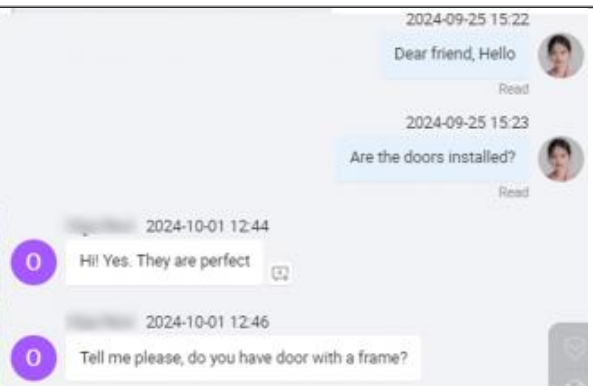 2024-09-25 15:22
Dear friend, Hello
Read
2024-09-25 15:23
Are the doors installed?
Read
2024-10-01 12:44
O
Hi! Yes. They are perfect
2024-10-01 12:46
O
Tell me please, do you have door with a frame?